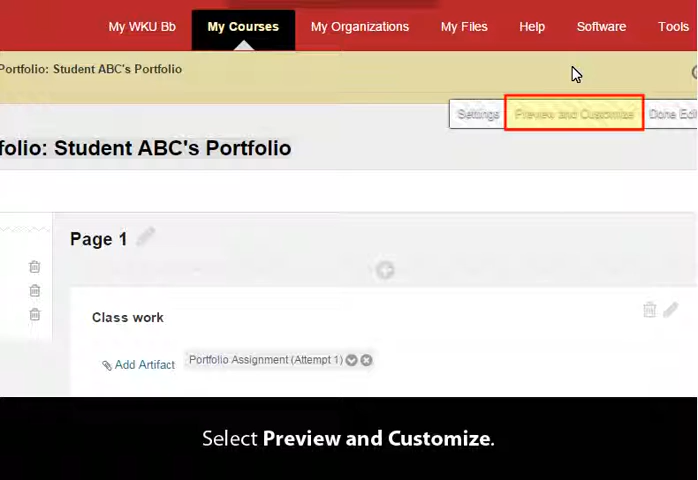 My WKU Bb My Courses My Organizations My Files Help Software Tools
Portfolio: Student ABC's Portfolio
Settings Preview and Customize Done Edi
folio: Student ABC's Portfolio
Page 1
Class work
Add Artifact Portfolio Assignment (Attempt 1)
Select Preview and Customize.